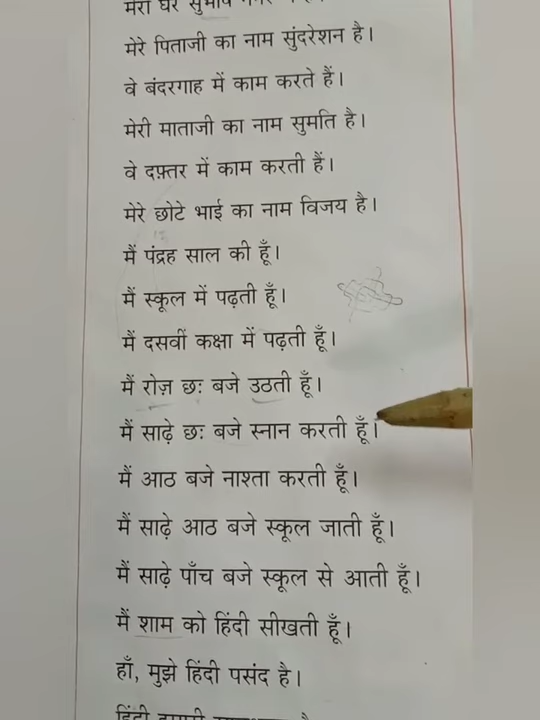 मेरा घर सुभाष
मेरे पिताजी का नाम सुंदरेशन है।
वे बंदरगाह में काम करते हैं।
मेरी माताजी का नाम सुमति है।
वे दफ़्तर में काम करती हैं।
मेरे छोटे भाई का नाम विजय है।
मैं पंद्रह साल की हूँ।
मैं स्कूल में पढ़ती हूँ।
मैं दसवीं कक्षा में पढ़ती हूँ।
मैं रोज़ छः बजे उठती हूँ।
मैं साढ़े छः बजे स्नान करती हूँ।
मैं आठ बजे नाश्ता करती हूँ।
मैं साढ़े आठ बजे स्कूल जाती हूँ।
मैं साढ़े पाँच बजे स्कूल से आती हूँ।
मैं शाम को हिंदी सीखती हूँ।
हाँ, मुझे हिंदी पसंद है।
हिंदी